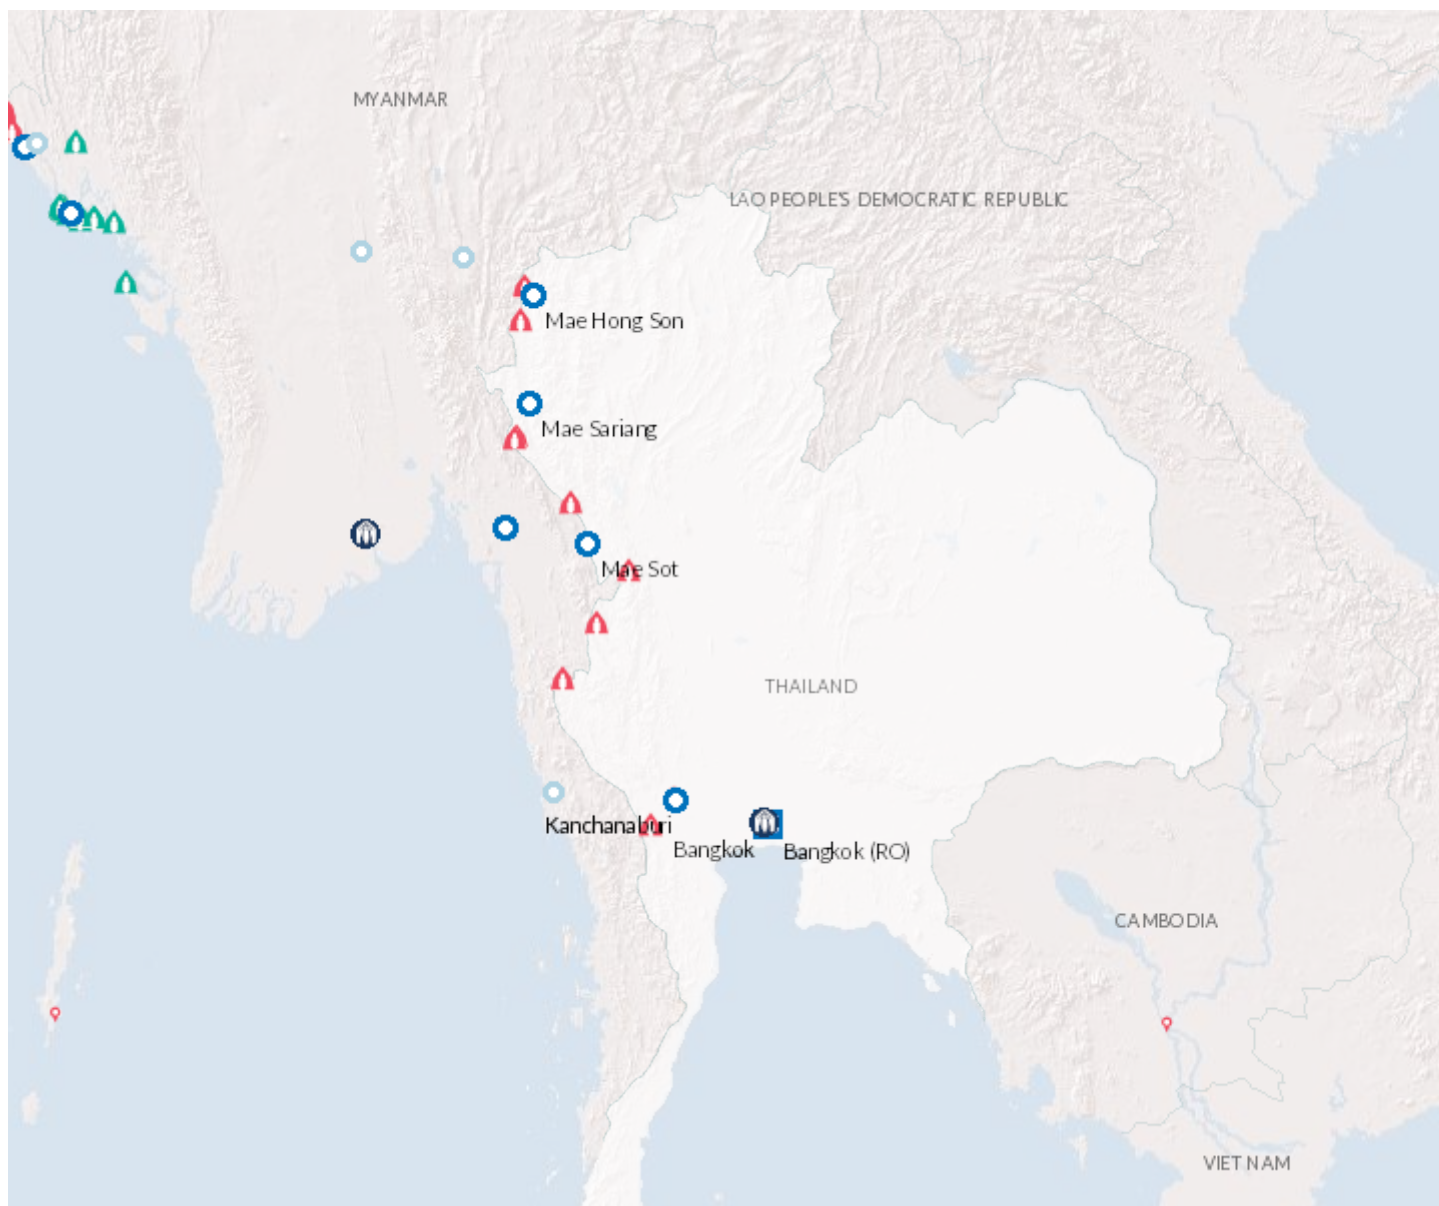 MYANMAR
LAO PEOPLE'S DEMOCRATIC REPUBLIC
Mae Hong Son
Mae Sariang
Mae Sot
THAILAND
Kanchanaburi
Bangkok
Bangkok (RO)
CAMBODIA
VIET NAM